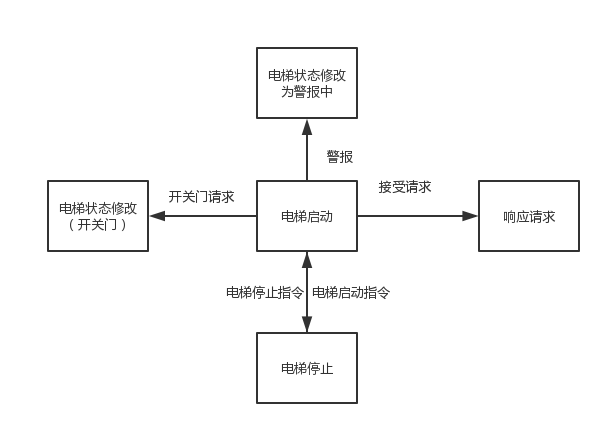 电梯状态修改
为警报中
警报
开关门请求
接受请求
电梯状态修改
（开关门）
电梯启动
响应请求
电梯停止指令
电梯启动指令
电梯停止